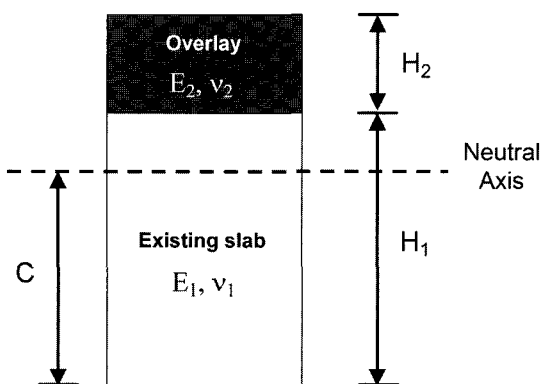 Overlay
E₂, ν₂
H₂
Neutral
Axis
Existing slab
E₁, ν₁
H₁
C